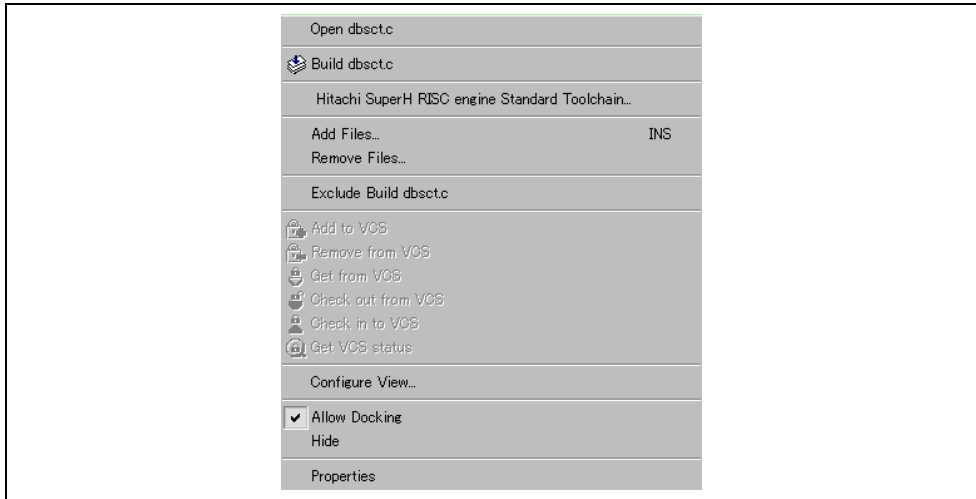 Open dbsct.c
Build dbsct.c
Hitachi SuperH RISC engine Standard Toolchain...
Add Files... INS
Remove Files...
Exclude Build dbsct.c
Add to VCS
Remove from VCS
Get from VCS
Check out from VCS
Check in to VCS
Get VCS status
Configure View...
Allow Docking
Hide
Properties